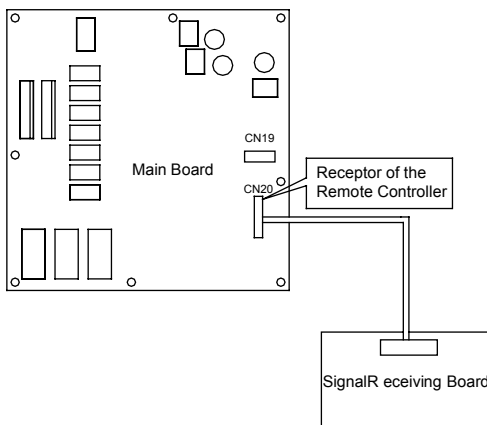 CN19
Main Board
Receptor of the
Remote Controller
CN20
SignalR eceiving Board